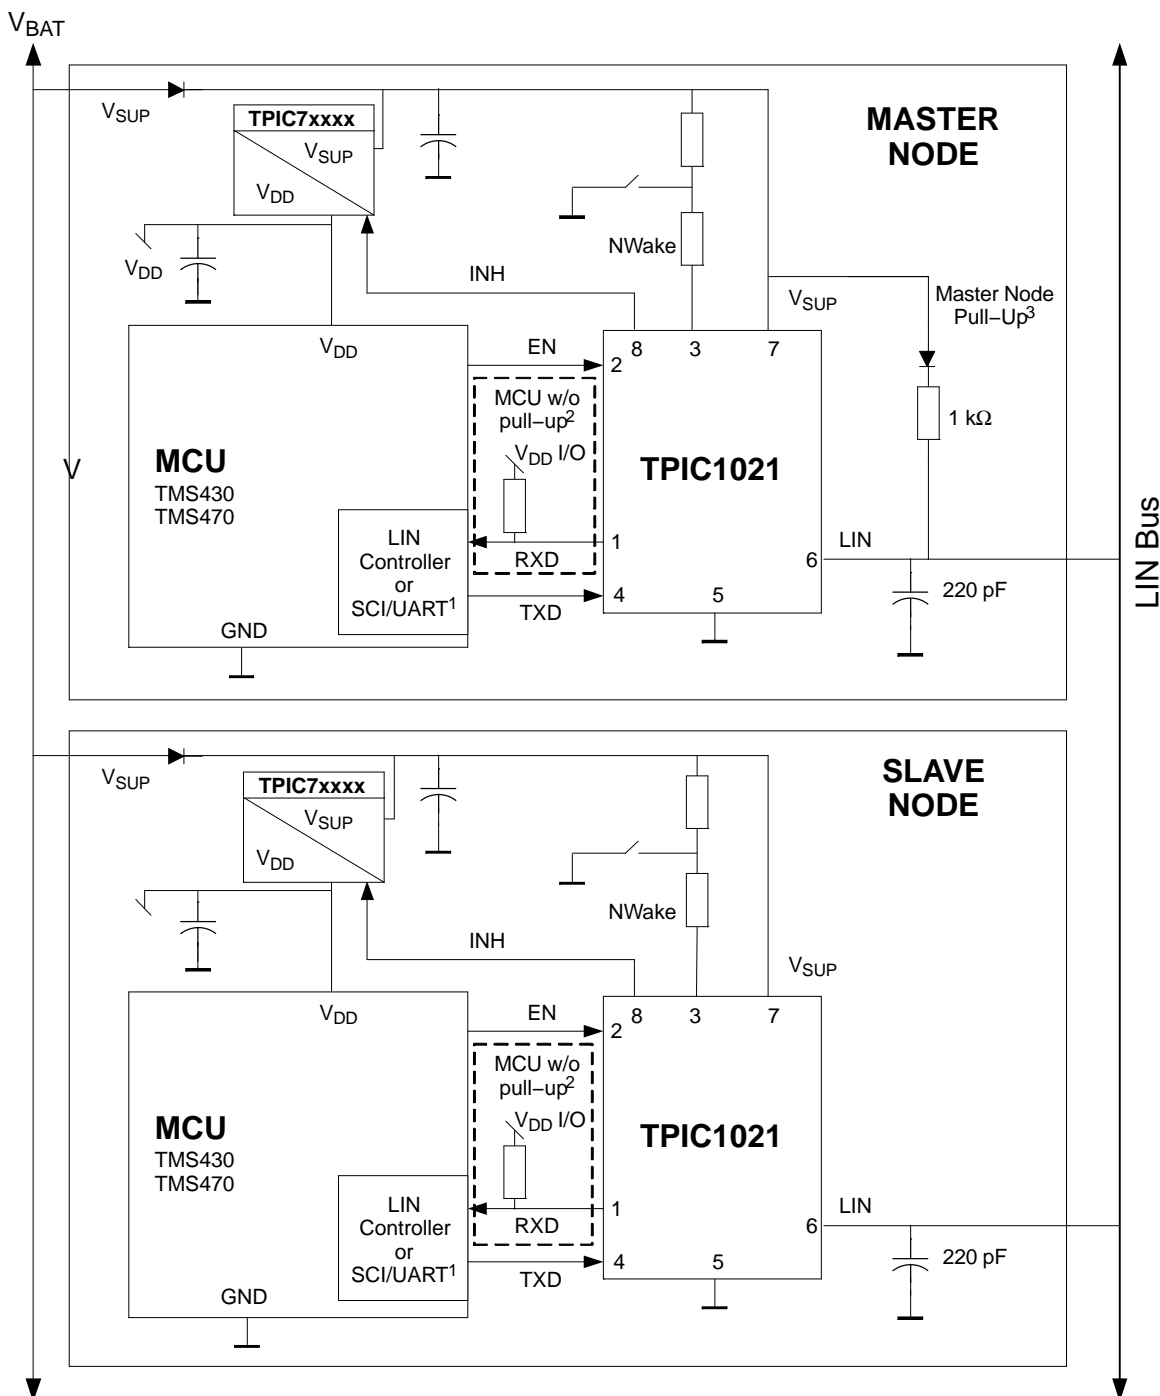 VBAT
VSUP
TPIC7xxxx
VSUP
VDD
MASTER
NODE
NWake
VDD
INH
VSUP
Master Node
Pull−Up3
VDD
EN
8
3
7
2
MCU w/o
pull−up2
VDD I/O
1 kΩ
V
MCU
TMS430
TMS470
TPIC1021
LIN
Controller
or
SCI/UART1
RXD
1
LIN
6
TXD
4
5
220 pF
GND
LIN Bus
VSUP
TPIC7xxxx
VSUP
VDD
SLAVE
NODE
NWake
INH
VSUP
VDD
EN
8
3
7
2
MCU w/o
pull−up2
VDD I/O
MCU
TMS430
TMS470
TPIC1021
LIN
Controller
or
SCI/UART1
RXD
1
LIN
6
TXD
4
5
220 pF
GND